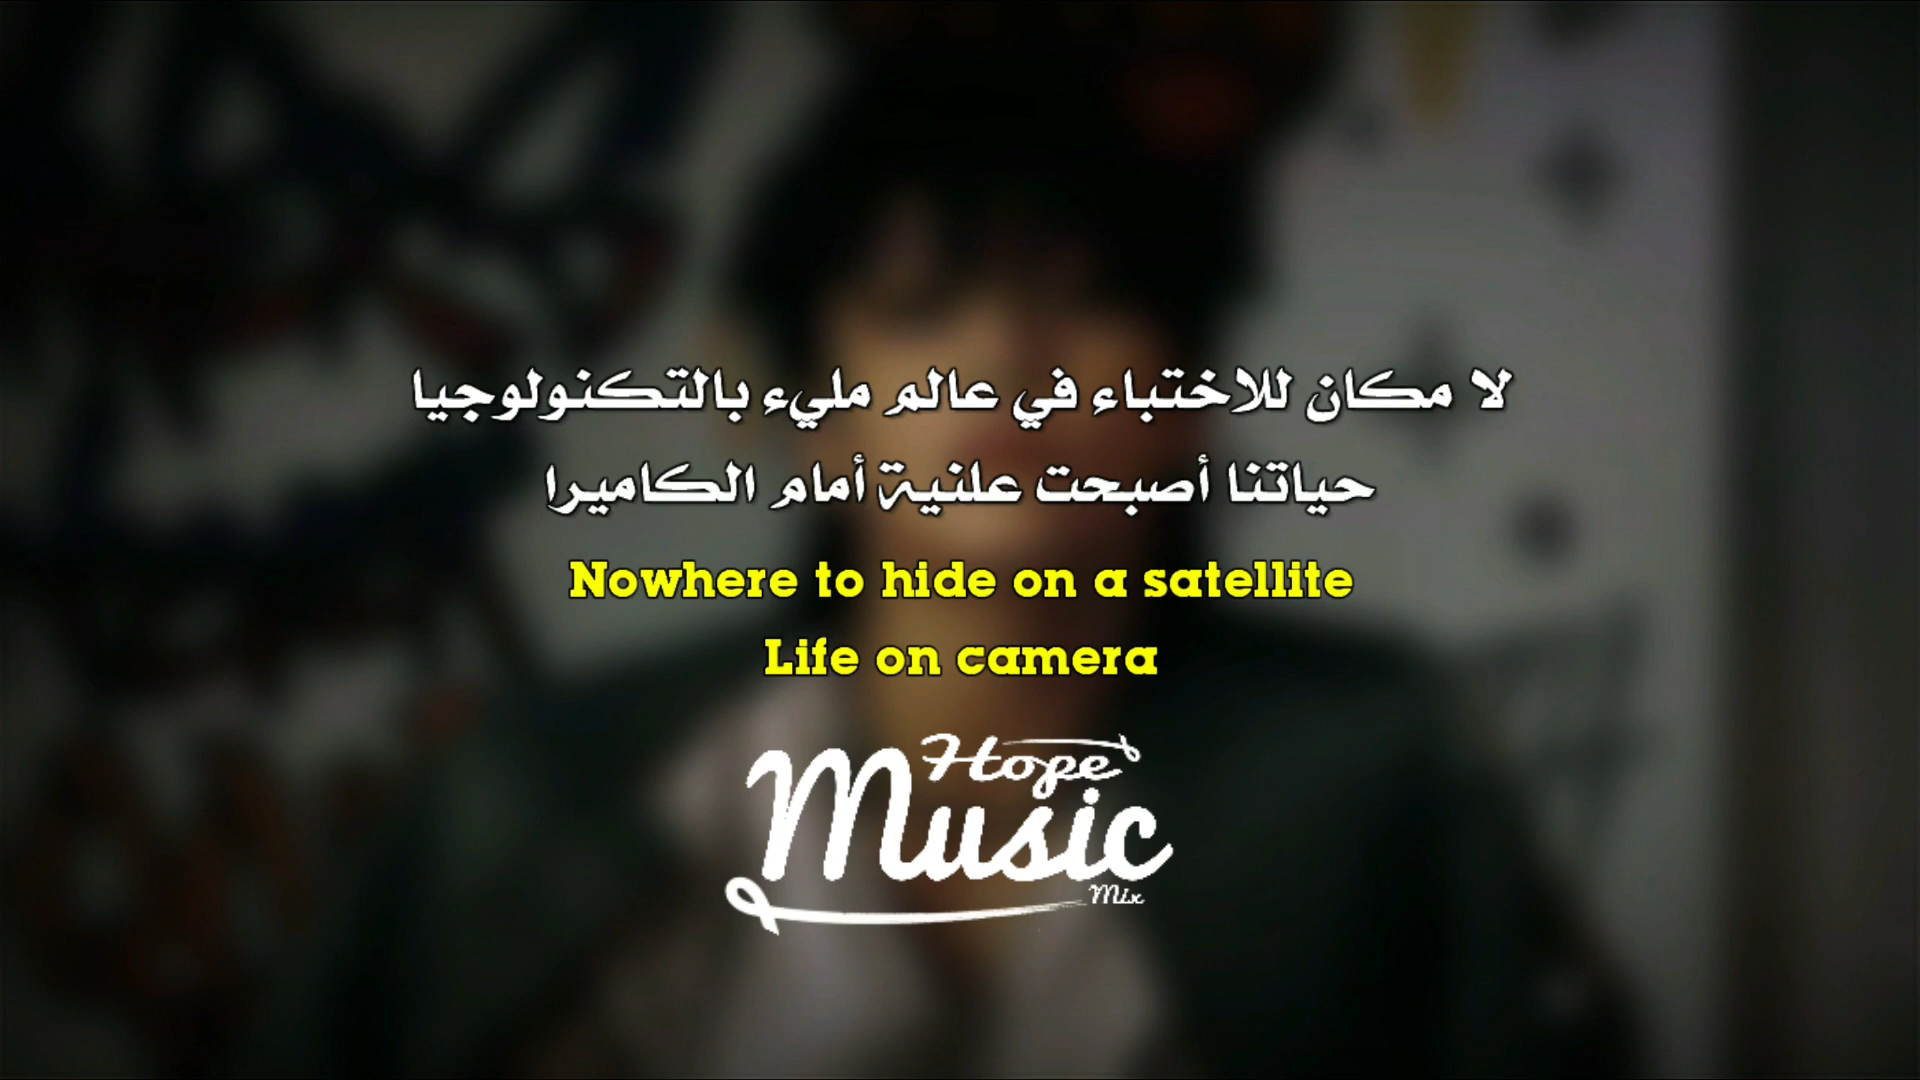 لا مكان للاختباء في عالم مليء بالتكنولوجيا
حياتنا أصبحت علنية أمام الكاميرا
Nowhere to hide on a satellite
Life on camera
Hope
Music
Mix